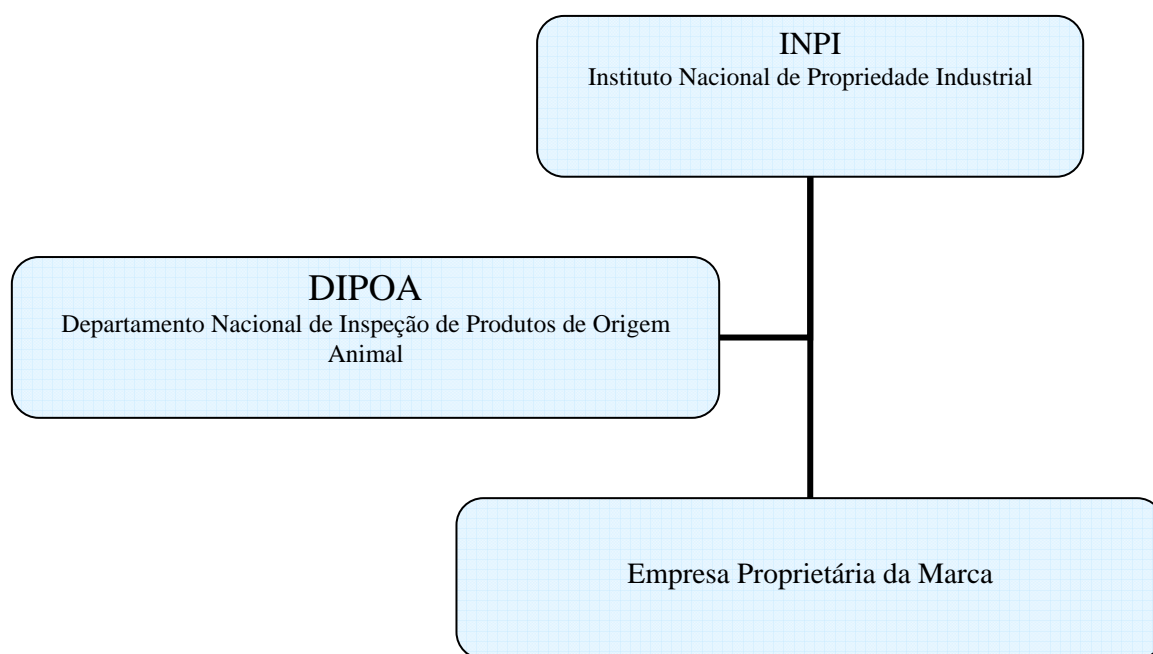 INPI
Instituto Nacional de Propriedade Industrial
DIPOA
Departamento Nacional de Inspeção de Produtos de Origem
Animal
Empresa Proprietária da Marca